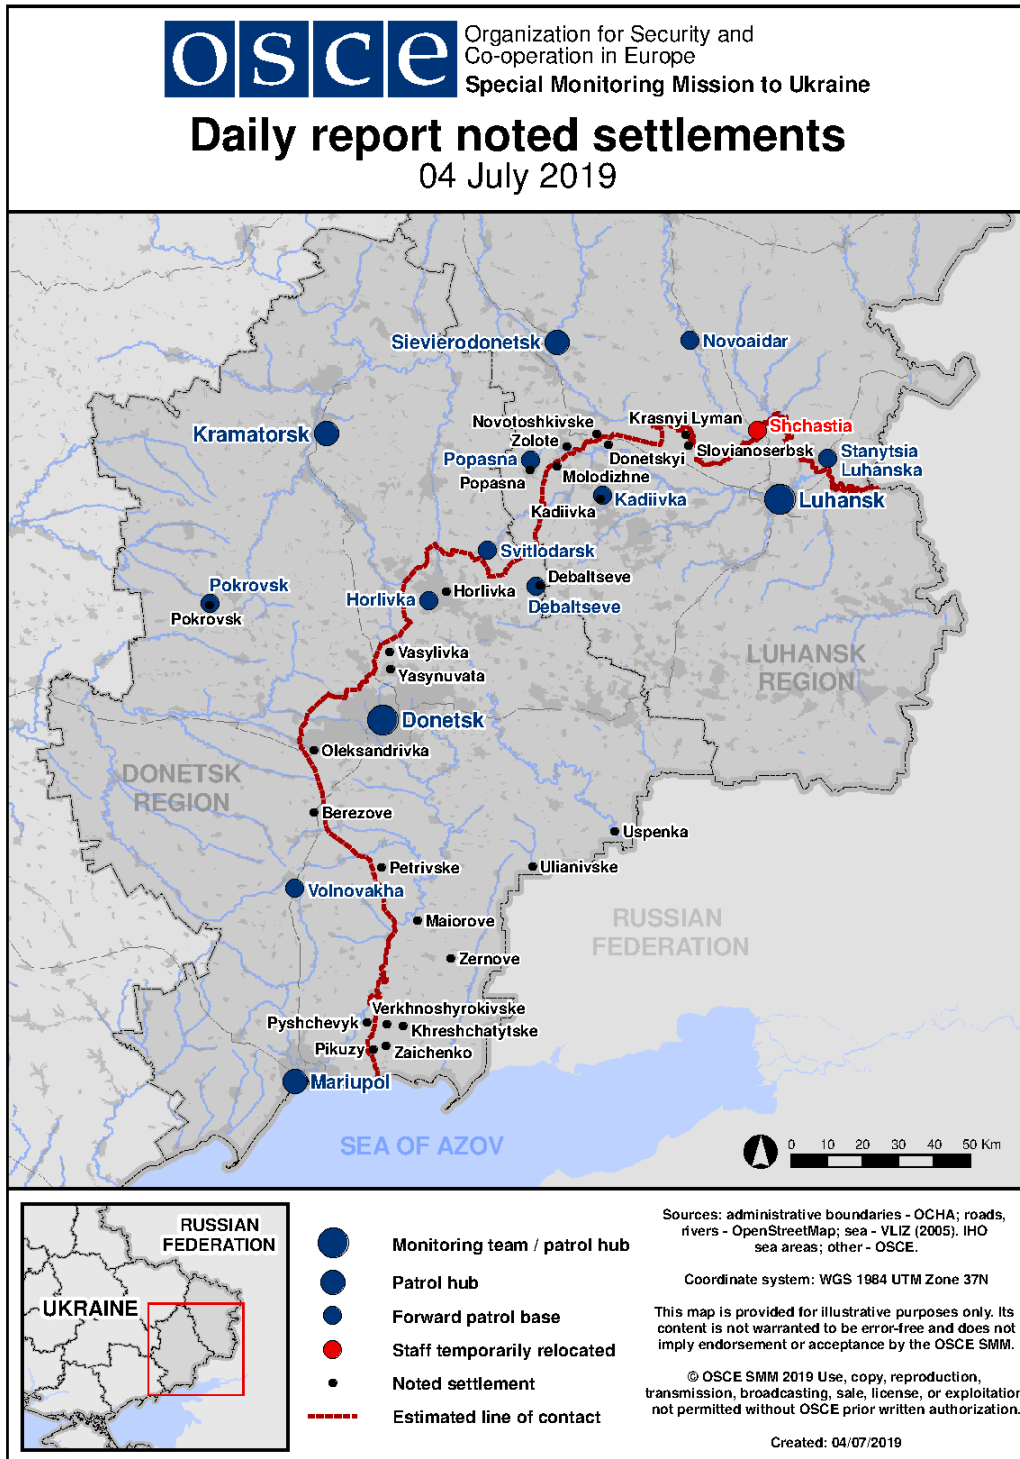 osce
Organization for Security and
Co-operation in Europe
Special Monitoring Mission to Ukraine
Daily report noted settlements
04 July 2019
Sievierodonetsk
Novoaidar
Kramatorsk
Novotoshkivske
Krasnyi Lyman
Shchastia
Zolote
Donetskyi
Slovianoserbsk
Stanytsia
Luhanska
Popasna
Popasna
Molodizhne
Kadiivka
Kadiivka
Luhansk
Svitlodarsk
Debaltseve
Debaltseve
Pokrovsk
Pokrovsk
Horlivka
Horlivka
Vasylivka
Yasynuvata
LUHANSK
REGION
Donetsk
Oleksandrivka
DONETSK
REGION
Berezove
Uspenka
Petrivske
Ulianivske
Volnovakha
Maiorove
RUSSIAN
FEDERATION
Zernove
Verkhnoshyrokivske
Pyshchevyk
Khreshchatytske
Pikuzy
Zaichenko
Mariupol
SEA OF AZOV
0 10 20 30 40 50 Km
RUSSIAN
FEDERATION
UKRAINE
Monitoring team / patrol hub
Patrol hub
Forward patrol base
Staff temporarily relocated
Noted settlement
Estimated line of contact
Sources: administrative boundaries - OCHA; roads,
rivers - OpenStreetMap; sea - VLIZ (2005). IHO
sea areas; other - OSCE.
Coordinate system: WGS 1984 UTM Zone 37N
This map is provided for illustrative purposes only. Its
content is not warranted to be error-free and does not
imply endorsement or acceptance by the OSCE SMM.
© OSCE SMM 2019 Use, copy, reproduction,
transmission, broadcasting, sale, license, or exploitation
not permitted without OSCE prior written authorization.
Created: 04/07/2019